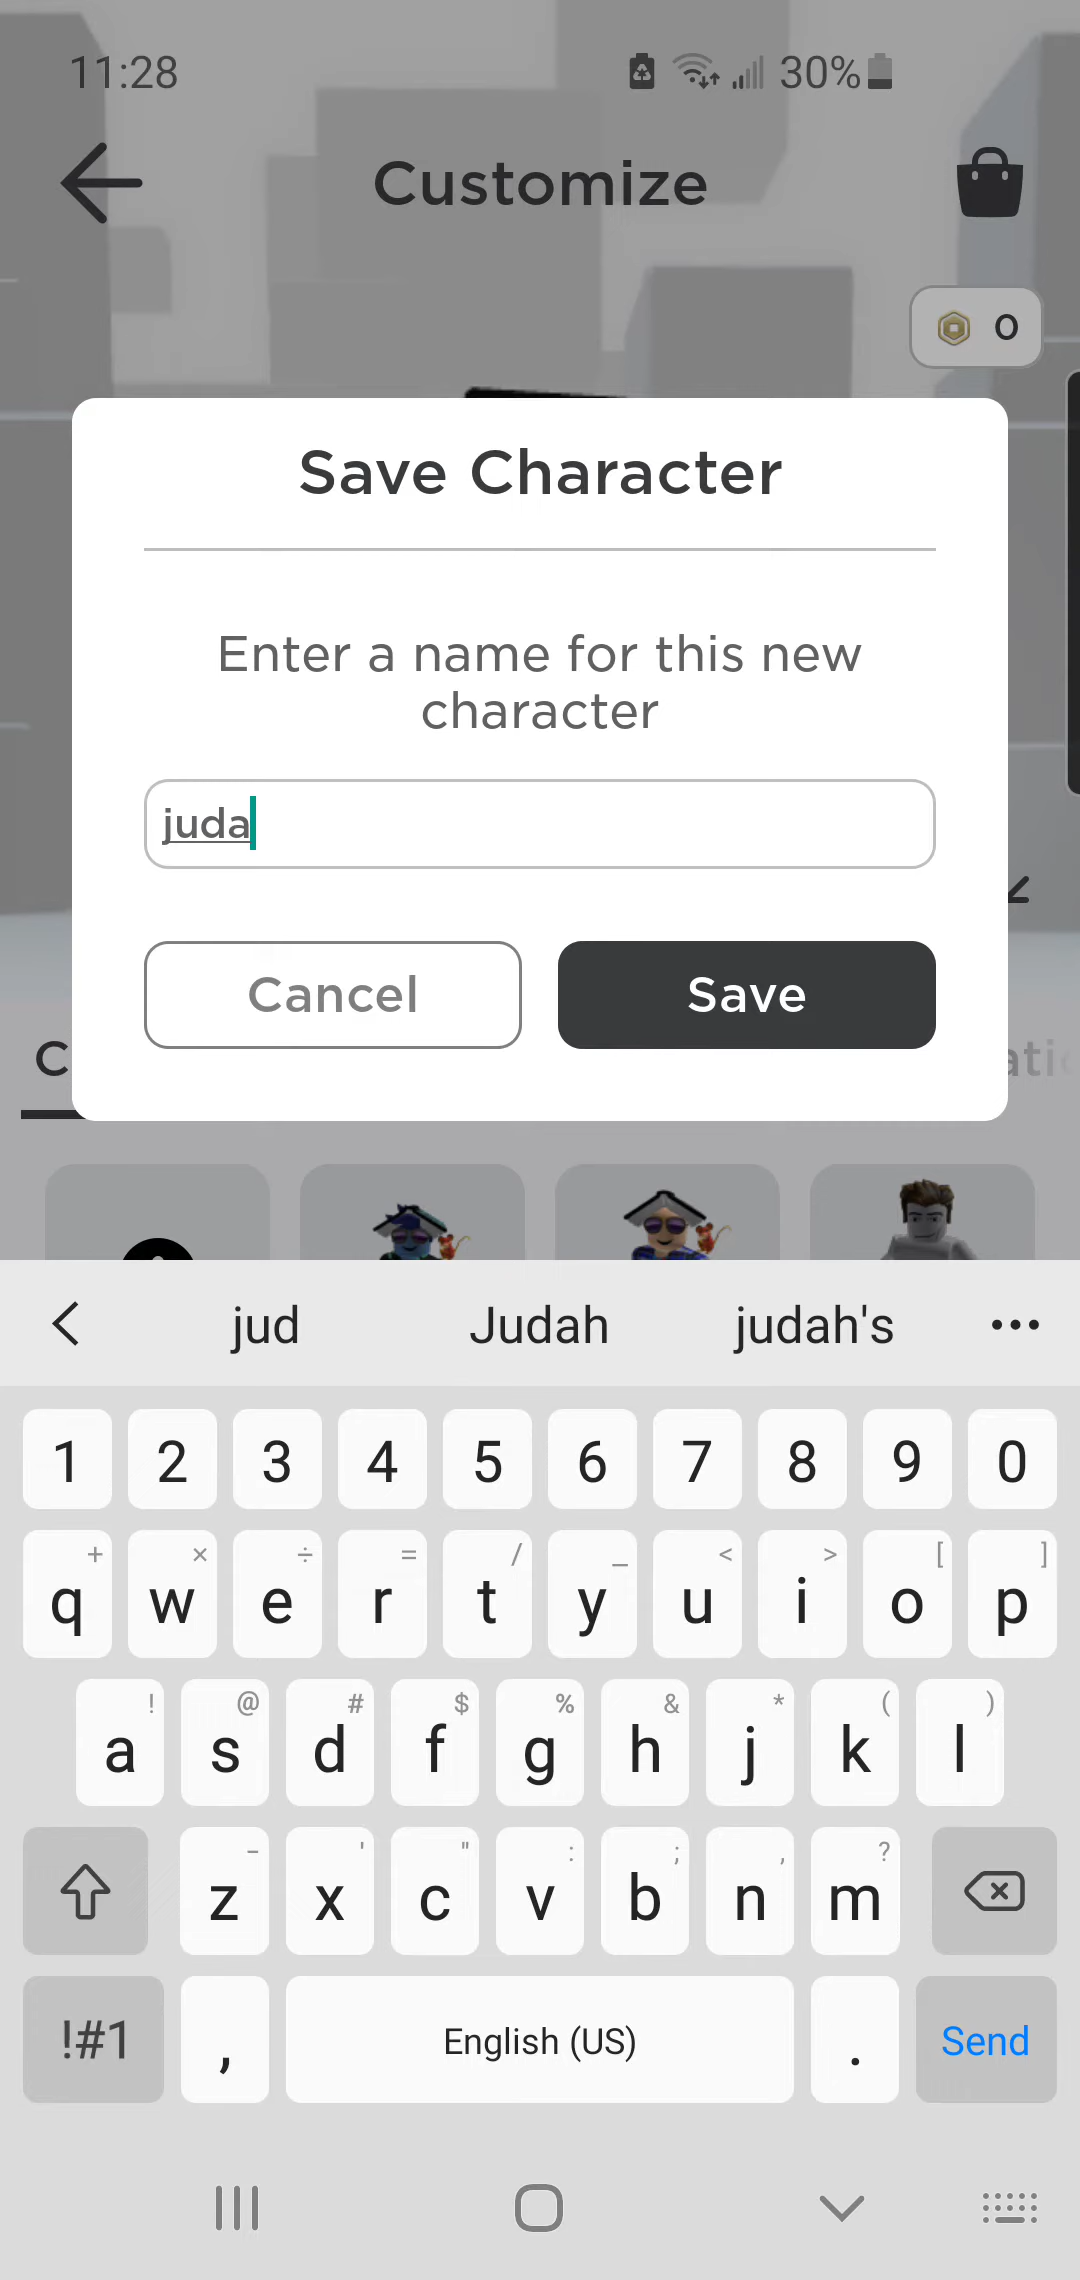 11:28
30%
Customize
0
Save Character
Enter a name for this new
character
juda
Cancel
Save
C
jud
Judah
judah's
1 2 3 4 5 6 7 8 9 0
+ × ÷ = / _ < > [ ]
q w e r t y u i o p
! @ # $ % & * ( )
a s d f g h j k l
- ' " : ; , ?
z x c v b n m
!#1 , English (US) . Send